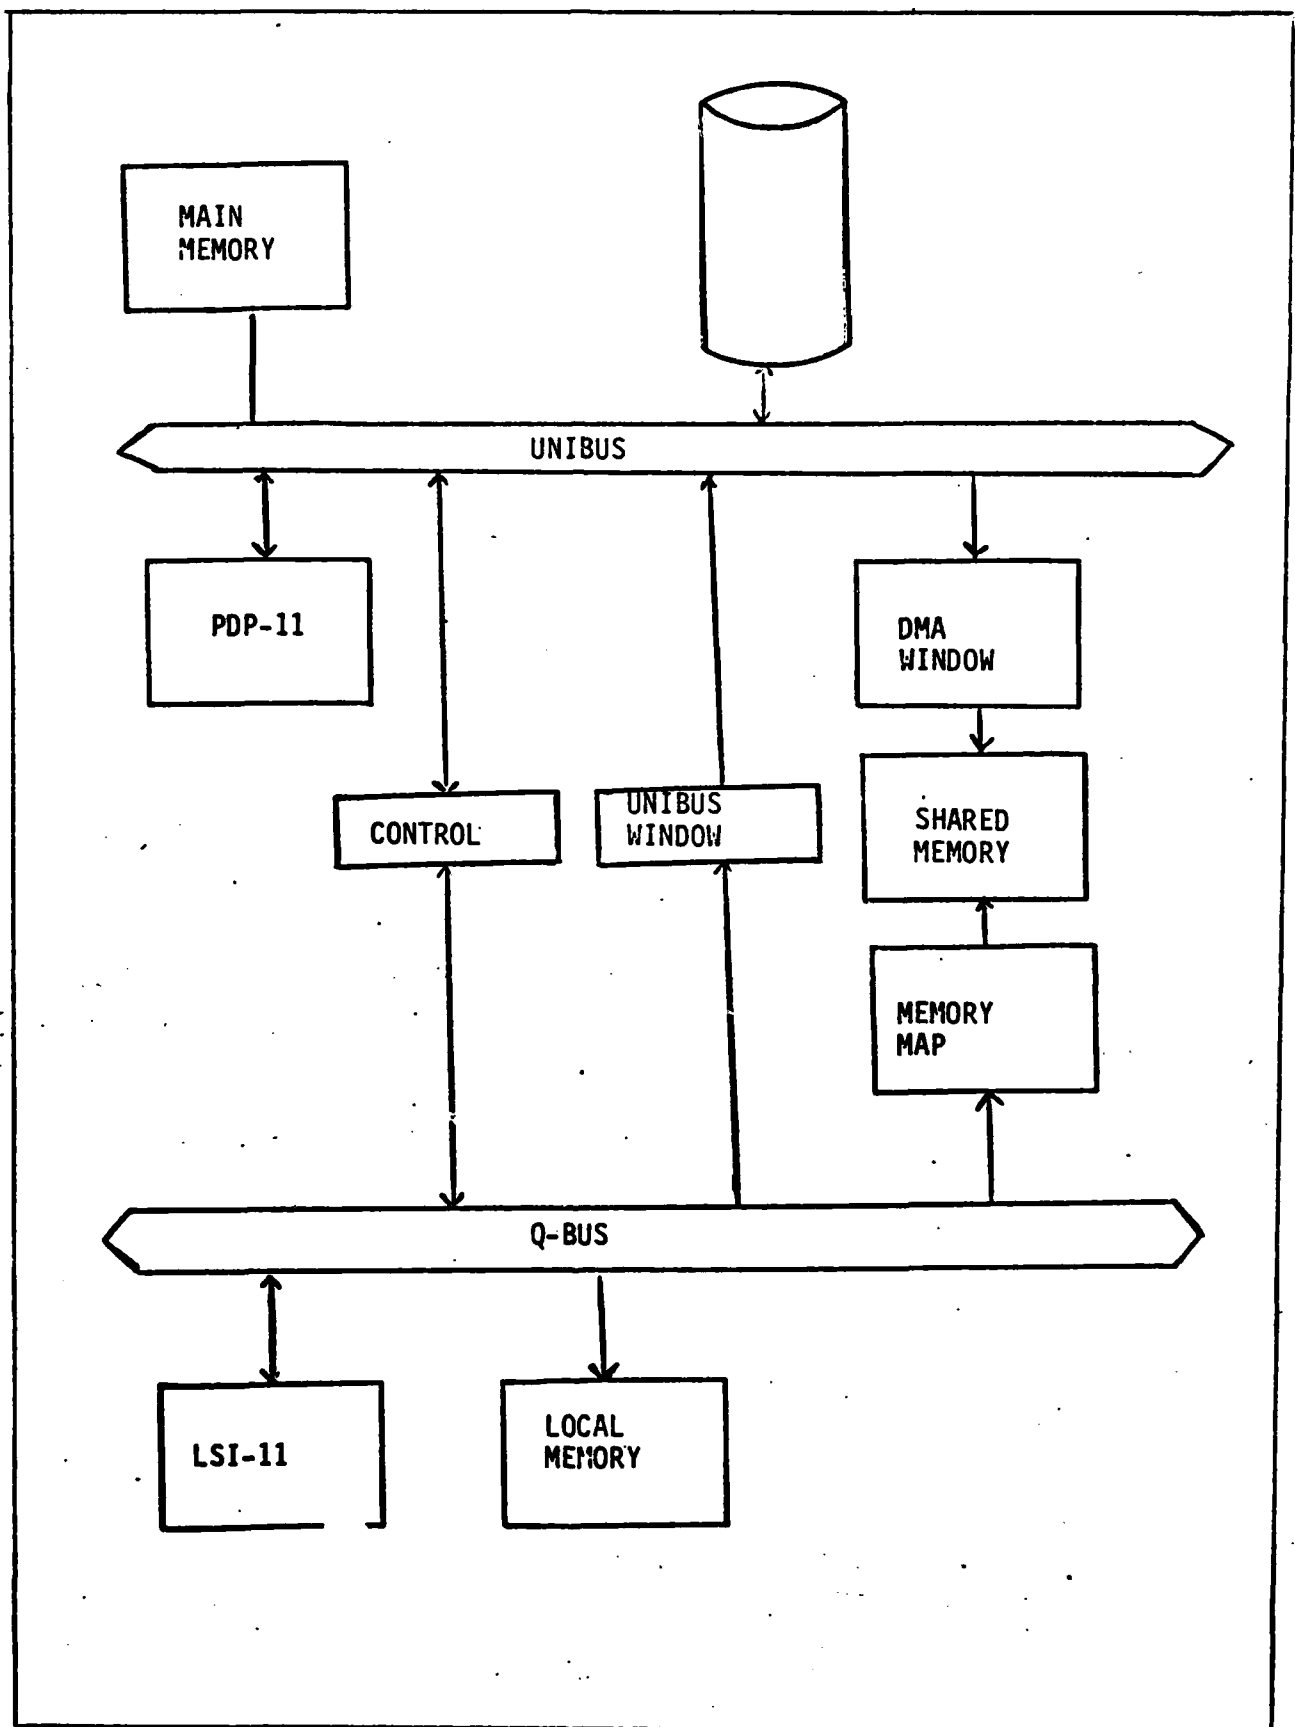 MAIN
MEMORY
UNIBUS
PDP-11
DMA
WINDOW
UNIBUS
WINDOW
CONTROL
SHARED
MEMORY
MEMORY
MAP
Q-BUS
LSI-11
LOCAL
MEMORY